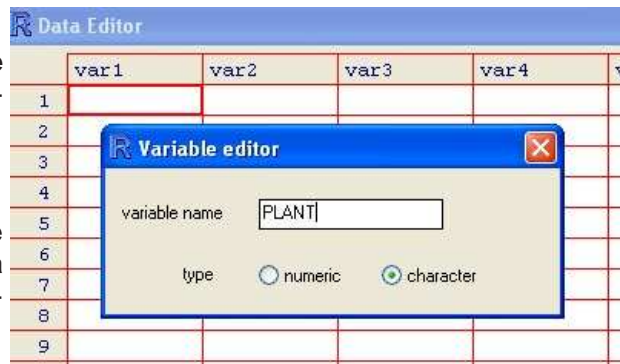 R Data Editor
var1 var2 var3 var4
1
2
3
4
5
6
7
8
9
R Variable editor
variable name PLANT
type numeric character